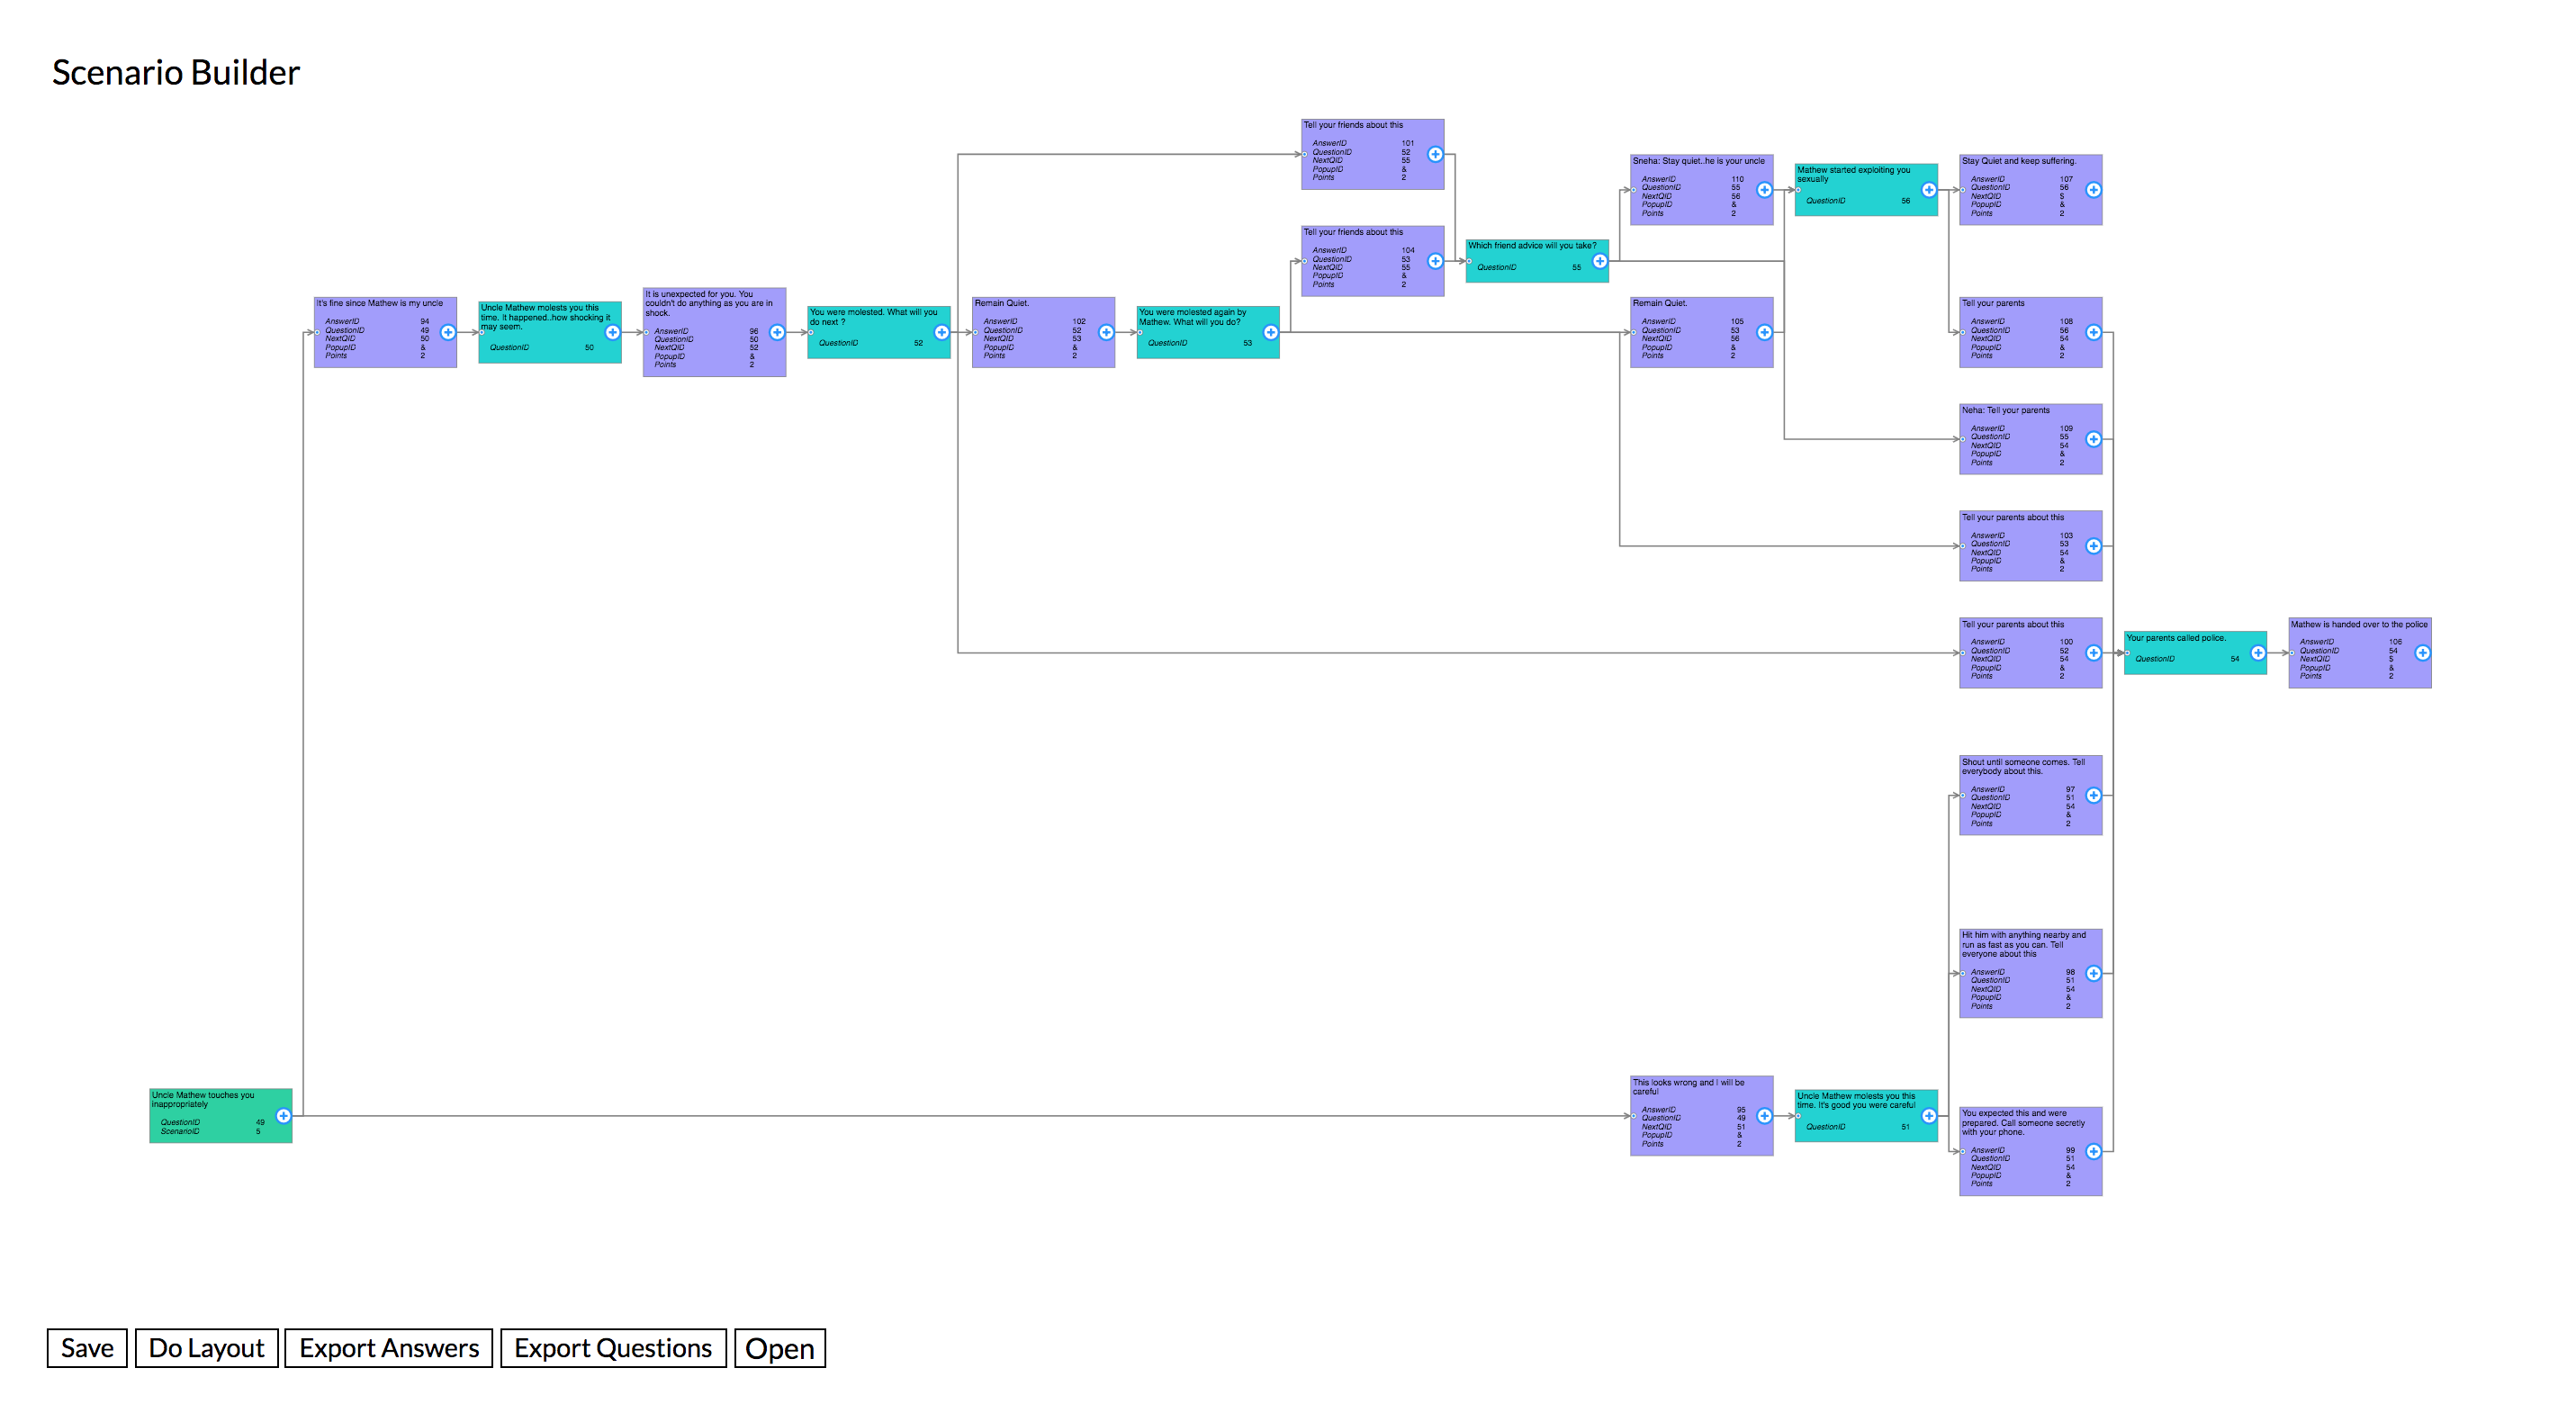 Scenario Builder
Tell your friends about this
AnswerID 101
QuestionID 52
NextQID 55
PopupID &
Points 2
Sneha: Stay quiet..he is your uncle
AnswerID 110
QuestionID 55
NextQID 56
PopupID &
Points 2
Mathew started exploiting you
sexually
QuestionID 56
Stay Quiet and keep suffering.
AnswerID 107
QuestionID 56
NextQID $
PopupID &
Points 2
Tell your friends about this
AnswerID 104
QuestionID 53
NextQID 55
PopupID &
Points 2
Which friend advice will you take?
QuestionID 55
It's fine since Mathew is my uncle
AnswerID 94
QuestionID 49
NextQID 50
PopupID &
Points 2
Uncle Mathew molests you this
time. It happened..how shocking it
may seem.
QuestionID 50
It is unexpected for you. You
couldn't do anything as you are in
shock.
AnswerID 96
QuestionID 50
NextQID 52
PopupID &
Points 2
You were molested. What will you
do next ?
QuestionID 52
Remain Quiet.
AnswerID 102
QuestionID 52
NextQID 53
PopupID &
Points 2
You were molested again by
Mathew. What will you do?
QuestionID 53
Remain Quiet.
AnswerID 105
QuestionID 53
NextQID 56
PopupID &
Points 2
Tell your parents
AnswerID 108
QuestionID 56
NextQID 54
PopupID &
Points 2
Neha: Tell your parents
AnswerID 109
QuestionID 55
NextQID 54
PopupID &
Points 2
Tell your parents about this
AnswerID 103
QuestionID 53
NextQID 54
PopupID &
Points 2
Tell your parents about this
AnswerID 100
QuestionID 52
NextQID 54
PopupID &
Points 2
Your parents called police.
QuestionID 54
Mathew is handed over to the police
AnswerID 106
QuestionID 54
NextQID $
PopupID &
Points 2
Shout until someone comes. Tell
everybody about this.
AnswerID 97
QuestionID 51
NextQID 54
PopupID &
Points 2
Hit him with anything nearby and
run as fast as you can. Tell
everyone about this
AnswerID 98
QuestionID 51
NextQID 54
PopupID &
Points 2
Uncle Mathew touches you
inappropriately
QuestionID 49
ScenarioID 5
This looks wrong and I will be
careful
AnswerID 95
QuestionID 49
NextQID 51
PopupID &
Points 2
Uncle Mathew molests you this
time. It's good you were careful
QuestionID 51
You expected this and were
prepared. Call someone secretly
with your phone.
AnswerID 99
QuestionID 51
NextQID 54
PopupID &
Points 2
Save
Do Layout
Export Answers
Export Questions
Open